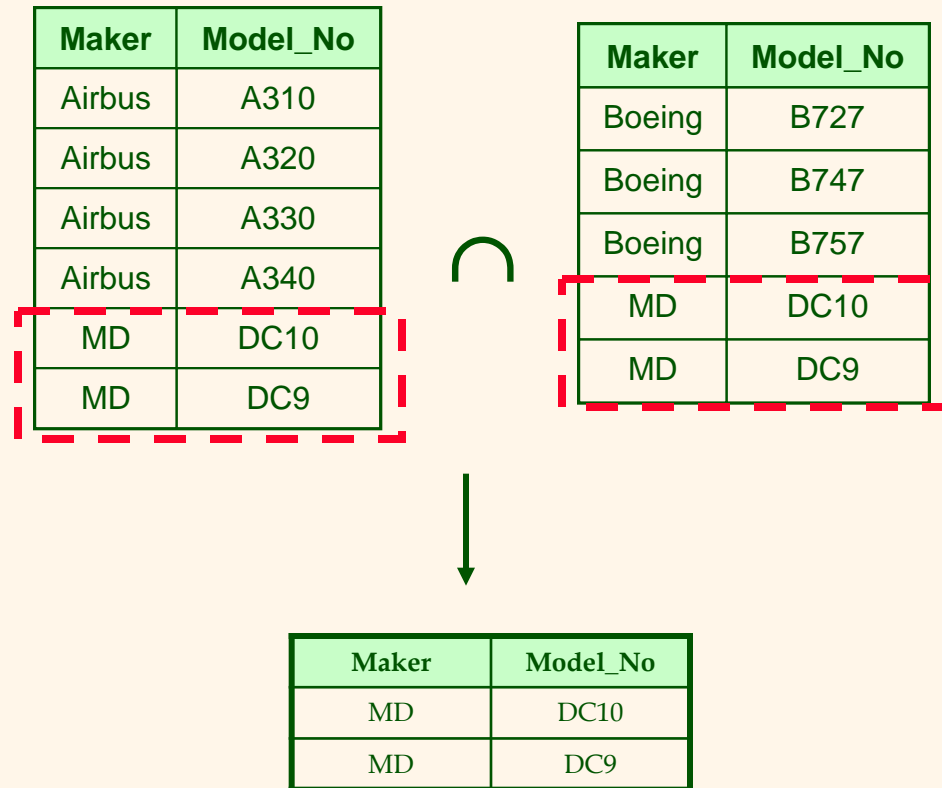 Maker Model_No
Airbus A310
Airbus A320
Airbus A330
Airbus A340
MD DC10
MD DC9
∩
Maker Model_No
Boeing B727
Boeing B747
Boeing B757
MD DC10
MD DC9
Maker Model_No
MD DC10
MD DC9